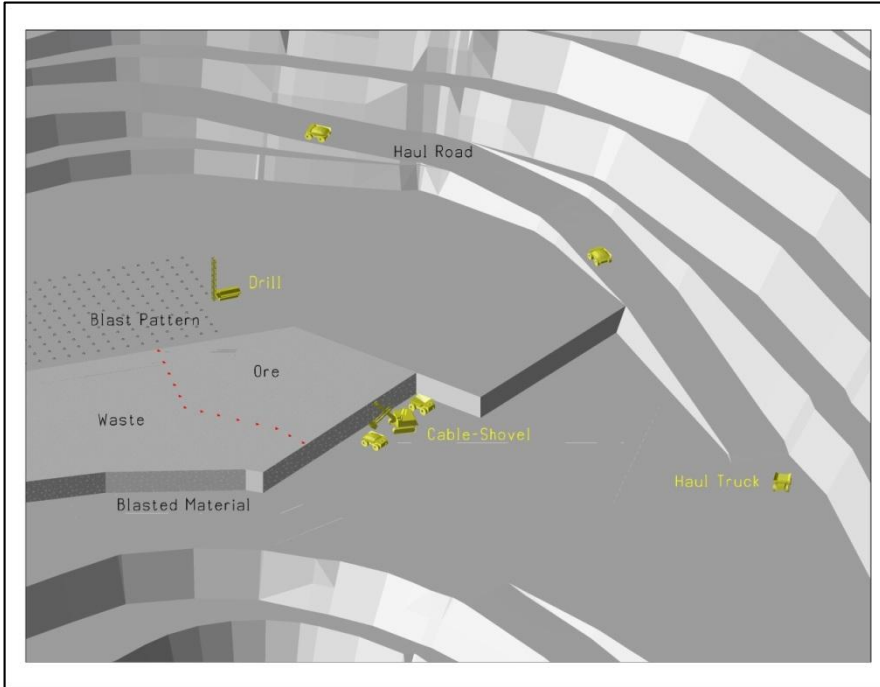 Haul Road
Drill
Blast Pattern
Ore
Waste
Cable-Shovel
Haul Truck
Blasted Material